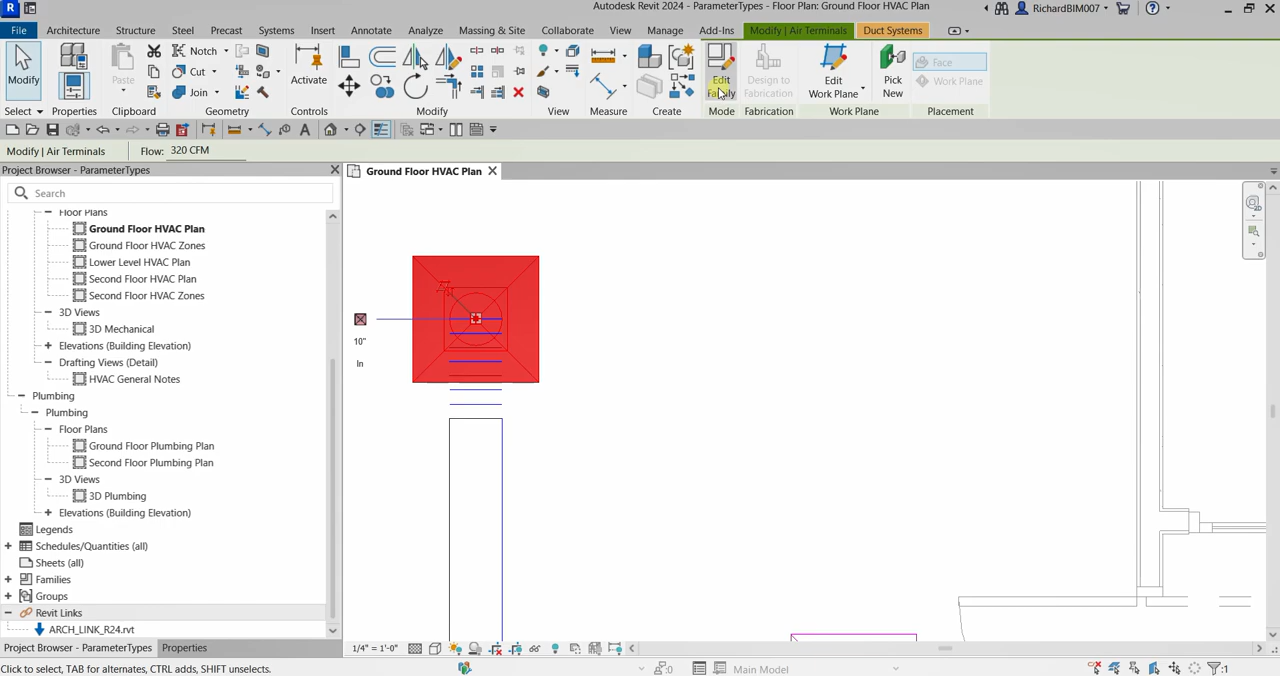 Autodesk Revit 2024 - ParameterTypes - Floor Plan: Ground Floor HVAC Plan
RichardBIM007
File Architecture Structure Steel Precast Systems Insert Annotate Analyze Massing & Site Collaborate View Manage Add-Ins Modify | Air Terminals Duct Systems
Modify
Paste
Notch
Cut
Join
Activate
Edit Family
Design to Fabrication
Edit Work Plane
Pick New
Face
Work Plane
Select Properties Clipboard Geometry Controls Modify View Measure Create Mode Fabrication Work Plane Placement
Modify | Air Terminals Flow: 320 CFM
Project Browser - ParameterTypes
Ground Floor HVAC Plan
Search
Floor Plans
Ground Floor HVAC Plan
Ground Floor HVAC Zones
Lower Level HVAC Plan
Second Floor HVAC Plan
Second Floor HVAC Zones
3D Views
3D Mechanical
Elevations (Building Elevation)
Drafting Views (Detail)
HVAC General Notes
Plumbing
Plumbing
Floor Plans
Ground Floor Plumbing Plan
Second Floor Plumbing Plan
3D Views
3D Plumbing
Elevations (Building Elevation)
Legends
Schedules/Quantities (all)
Sheets (all)
Families
Groups
Revit Links
ARCH_LINK_R24.rvt
10"
In
Project Browser - ParameterTypes Properties
1/4" = 1'-0"
Click to select, TAB for alternates, CTRL adds, SHIFT unselects.
:0
Main Model
:1